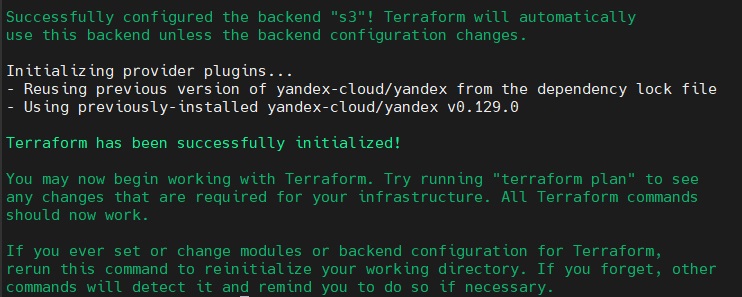 Successfully configured the backend "s3"! Terraform will automatically
use this backend unless the backend configuration changes.
Initializing provider plugins...
- Reusing previous version of yandex-cloud/yandex from the dependency lock file
- Using previously-installed yandex-cloud/yandex v0.129.0
Terraform has been successfully initialized!
You may now begin working with Terraform. Try running "terraform plan" to see
any changes that are required for your infrastructure. All Terraform commands
should now work.
If you ever set or change modules or backend configuration for Terraform,
rerun this command to reinitialize your working directory. If you forget, other
commands will detect it and remind you to do so if necessary.